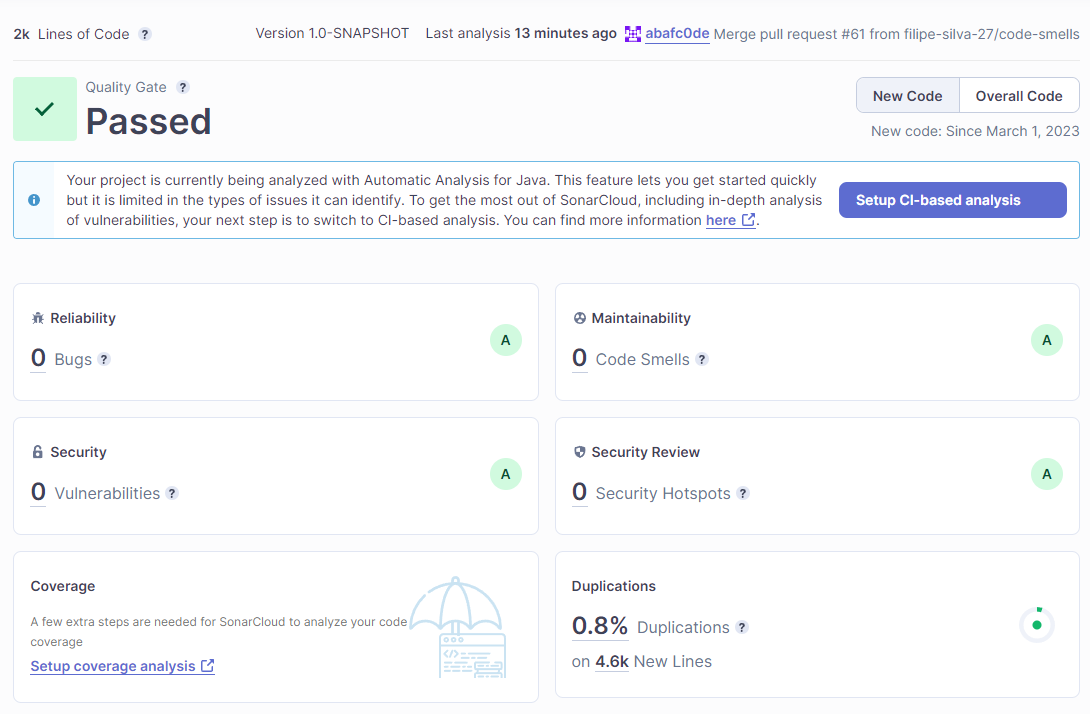 2k Lines of Code ?
Version 1.0-SNAPSHOT Last analysis 13 minutes ago abafc0de Merge pull request #61 from filipe-silva-27/code-smells
Quality Gate ?
Passed
New Code Overall Code
New code: Since March 1, 2023
Your project is currently being analyzed with Automatic Analysis for Java. This feature lets you get started quickly
but it is limited in the types of issues it can identify. To get the most out of SonarCloud, including in-depth analysis
of vulnerabilities, your next step is to switch to CI-based analysis. You can find more information here.
Setup CI-based analysis
Reliability
0 Bugs ?
A
Maintainability
0 Code Smells ?
A
Security
0 Vulnerabilities ?
A
Security Review
0 Security Hotspots ?
A
Coverage
A few extra steps are needed for SonarCloud to analyze your code
coverage
Setup coverage analysis
Duplications
0.8% Duplications ?
on 4.6k New Lines